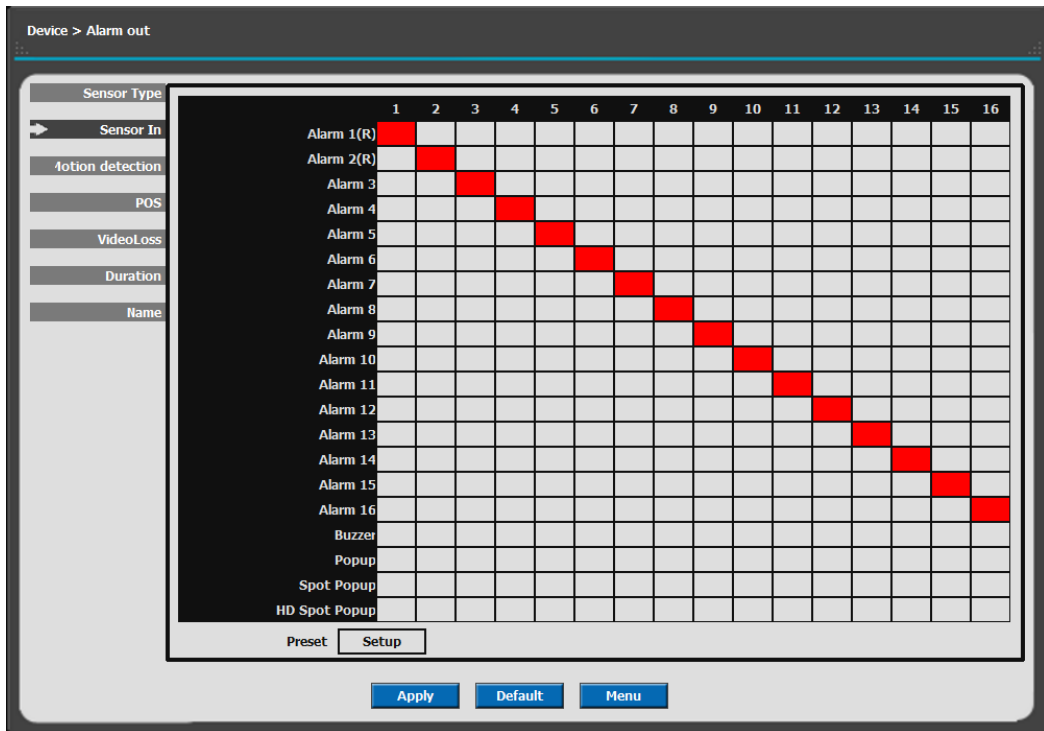 Device > Alarm out
Sensor Type
Sensor In
Motion detection
POS
VideoLoss
Duration
Name
1 2 3 4 5 6 7 8 9 10 11 12 13 14 15 16
Alarm 1(R)
Alarm 2(R)
Alarm 3
Alarm 4
Alarm 5
Alarm 6
Alarm 7
Alarm 8
Alarm 9
Alarm 10
Alarm 11
Alarm 12
Alarm 13
Alarm 14
Alarm 15
Alarm 16
Buzzer
Popup
Spot Popup
HD Spot Popup
Preset Setup
Apply Default Menu